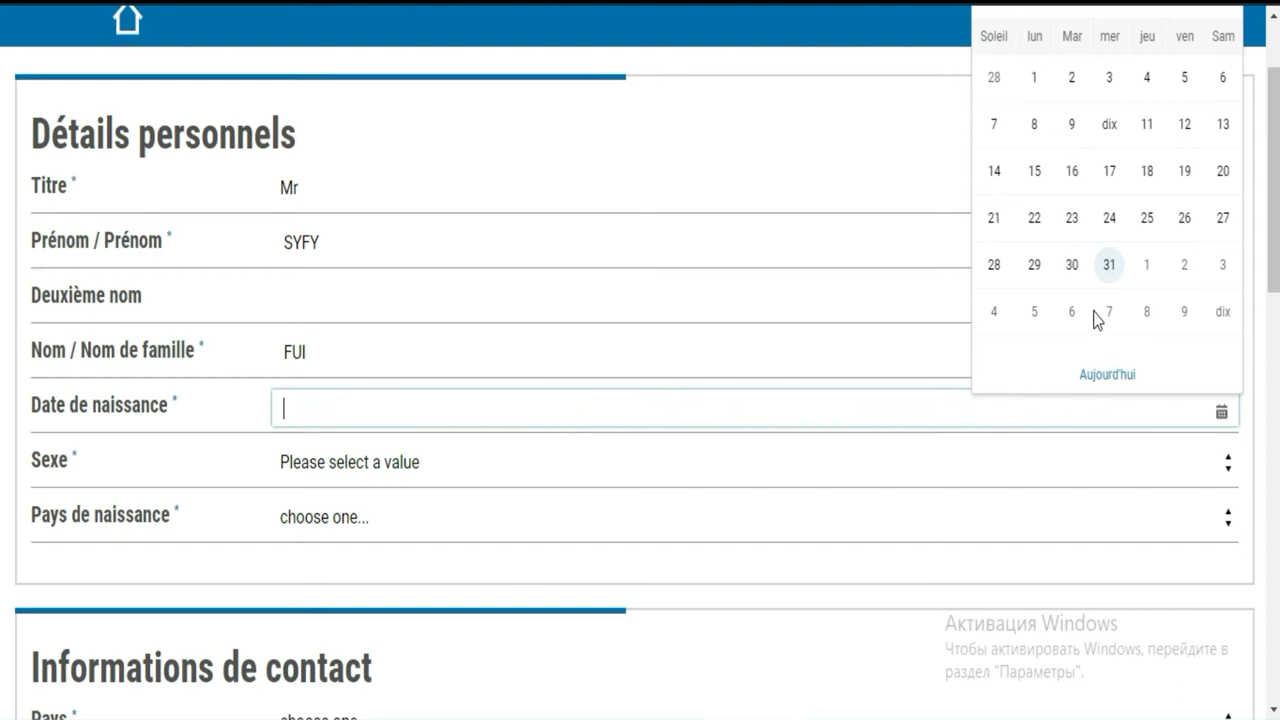 Soleil lun Mar mer jeu ven Sam
28 1 2 3 4 5 6
7 8 9 dix 11 12 13
14 15 16 17 18 19 20
21 22 23 24 25 26 27
28 29 30 31 1 2 3
4 5 6 7 8 9 dix
Aujourd'hui
Détails personnels
Titre * Mr
Prénom / Prénom * SYFY
Deuxième nom
Nom / Nom de famille * FUI
Date de naissance *
Sexe * Please select a value
Pays de naissance * choose one...
Informations de contact
Pays * choose one
Активация Windows
Чтобы активировать Windows, перейдите в
раздел "Параметры".